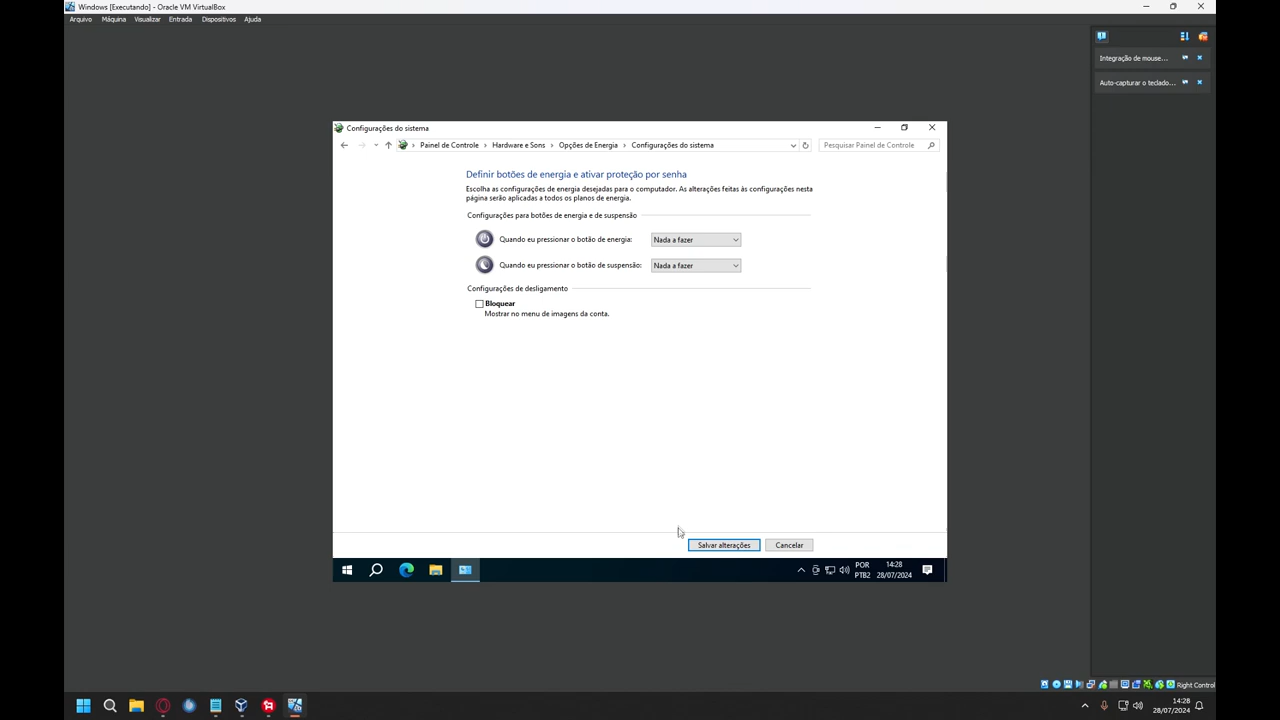 Windows [Executando] - Oracle VM VirtualBox
Arquivo Máquina Visualizar Entrada Dispositivos Ajuda
Integração de mouse...
Auto-capturar o teclado...
Configurações do sistema
Painel de Controle > Hardware e Sons > Opções de Energia > Configurações do sistema
Pesquisar Painel de Controle
Definir botões de energia e ativar proteção por senha
Escolha as configurações de energia desejadas para o computador. As alterações feitas às configurações nesta
página serão aplicadas a todos os planos de energia.
Configurações para botões de energia e de suspensão
Quando eu pressionar o botão de energia: Nada a fazer
Quando eu pressionar o botão de suspensão: Nada a fazer
Configurações de desligamento
Bloquear
Mostrar no menu de imagens da conta.
Salvar alterações Cancelar
POR 14:28
PTB2 28/07/2024
Right Control
14:28
28/07/2024